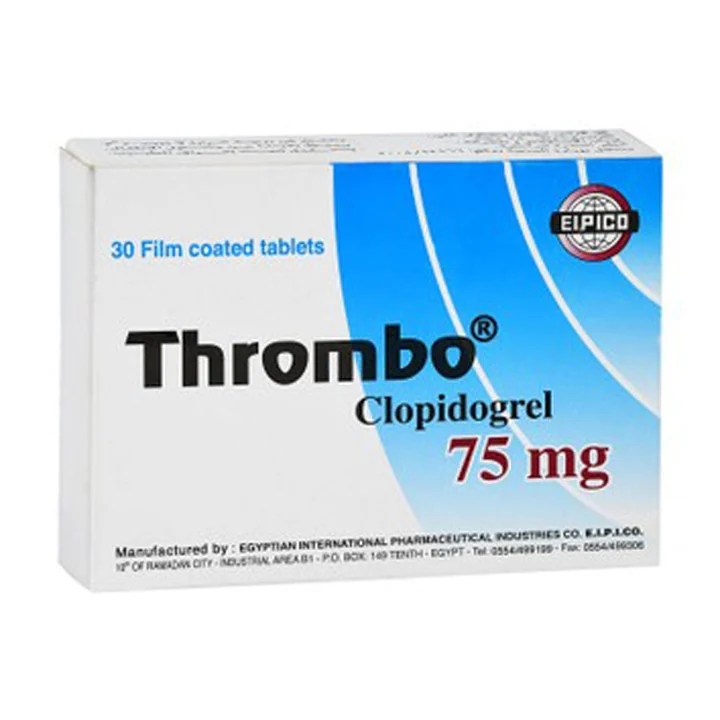 EIPICO
30 Film coated tablets
Thrombo®
Clopidogrel
75 mg
Manufactured by : EGYPTIAN INTERNATIONAL PHARMACEUTICAL INDUSTRIES CO. E.I.P.I.CO.
10th OF RAMADAN CITY - INDUSTRIAL AREA B1 - P.O. BOX: 149 TENTH - EGYPT - Tel: 0554/499199 - Fax: 0554/499306